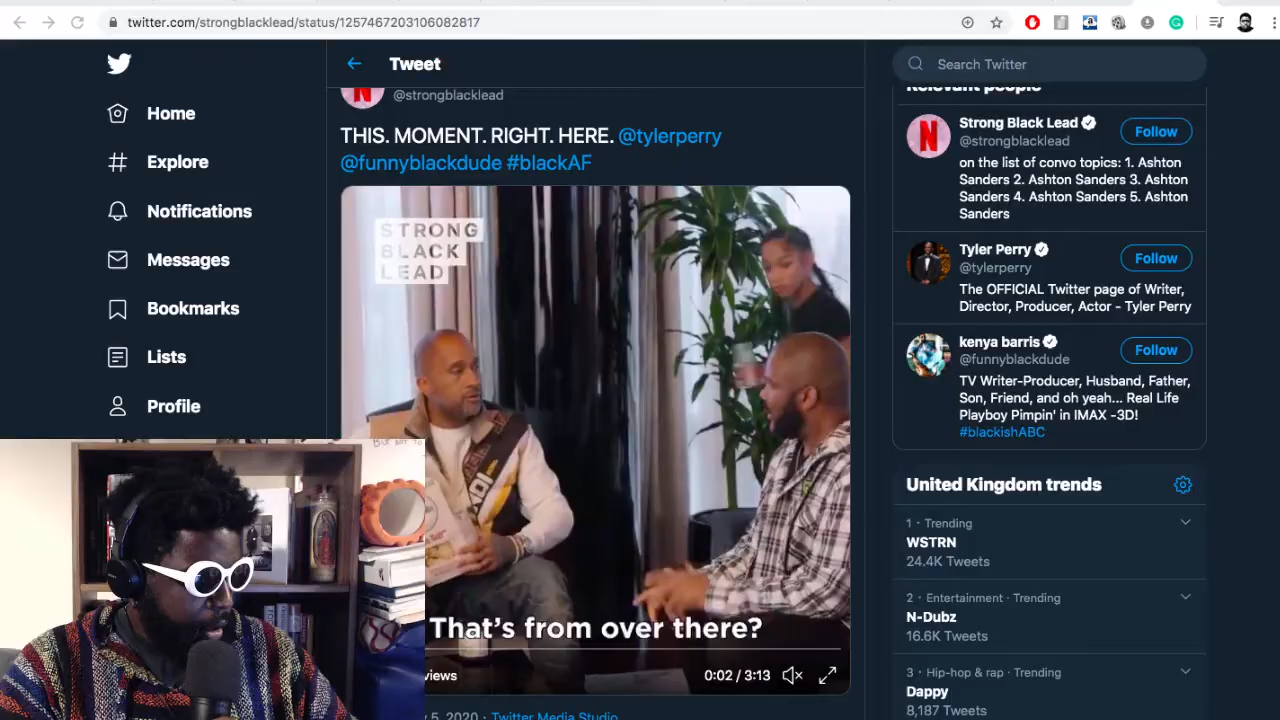 twitter.com/strongblacklead/status/1257467203106082817
Home
Explore
Notifications
Messages
Bookmarks
Lists
Profile
Tweet
@strongblacklead
THIS. MOMENT. RIGHT. HERE. @tylerperry
@funnyblackdude #blackAF
STRONG
BLACK
LEAD
That's from over there?
views
0:02 / 3:13
5, 2020 · Twitter Media Studio
Search Twitter
Relevant people
Strong Black Lead
@strongblacklead
Follow
on the list of convo topics: 1. Ashton
Sanders 2. Ashton Sanders 3. Ashton
Sanders 4. Ashton Sanders 5. Ashton
Sanders
Tyler Perry
@tylerperry
Follow
The OFFICIAL Twitter page of Writer,
Director, Producer, Actor - Tyler Perry
kenya barris
@funnyblackdude
Follow
TV Writer-Producer, Husband, Father,
Son, Friend, and oh yeah... Real Life
Playboy Pimpin' in IMAX -3D!
#blackishABC
United Kingdom trends
1 · Trending
WSTRN
24.4K Tweets
2 · Entertainment · Trending
N-Dubz
16.6K Tweets
3 · Hip-hop & rap · Trending
Dappy
8,187 Tweets